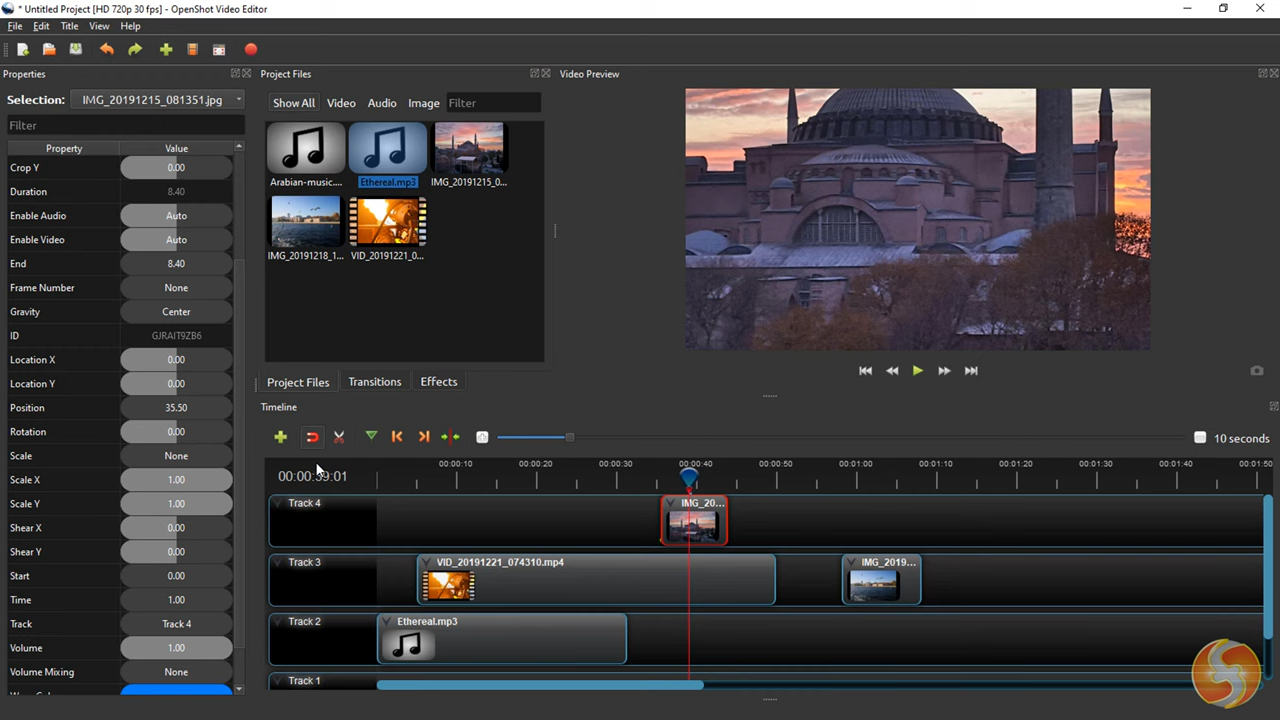 * Untitled Project [HD 720p 30 fps] - OpenShot Video Editor
File Edit Title View Help
Properties
Selection: IMG_20191215_081351.jpg
Filter
Property Value
Crop Y 0.00
Duration 8.40
Enable Audio Auto
Enable Video Auto
End 8.40
Frame Number None
Gravity Center
ID GJRAIT9ZB6
Location X 0.00
Location Y 0.00
Position 35.50
Rotation 0.00
Scale None
Scale X 1.00
Scale Y 1.00
Shear X 0.00
Shear Y 0.00
Start 0.00
Time 1.00
Track Track 4
Volume 1.00
Volume Mixing None
Project Files
Show All Video Audio Image Filter
Arabian-music... Ethereal.mp3 IMG_20191215_0...
IMG_20191218_1... VID_20191221_0...
Project Files Transitions Effects
Video Preview
Timeline
10 seconds
00:00:39:01
00:00:10 00:00:20 00:00:30 00:00:40 00:00:50 00:01:00 00:01:10 00:01:20 00:01:30 00:01:40 00:01:50
Track 4 IMG_20...
Track 3 VID_20191221_074310.mp4 IMG_2019...
Track 2 Ethereal.mp3
Track 1